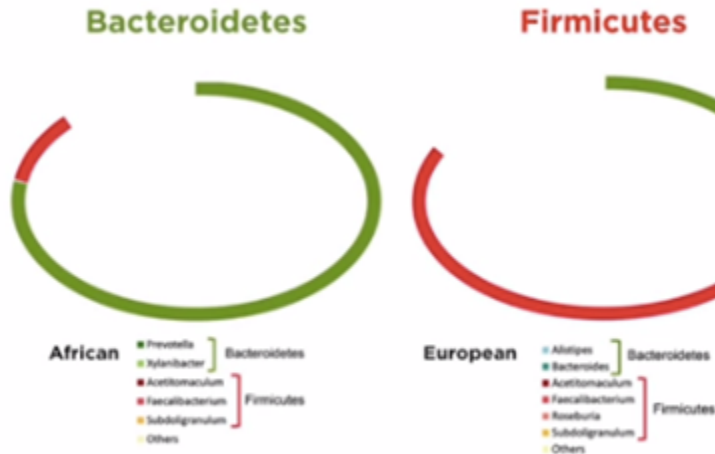 Bacteroidetes
Firmicutes
African
Prevotella
Xylanibacter
Bacteroidetes
Acetitomaculum
Faecalibacterium
Subdoligranulum
Firmicutes
Others
European
Alistipes
Bacteroides
Bacteroidetes
Acetitomaculum
Faecalibacterium
Roseburia
Subdoligranulum
Firmicutes
Others